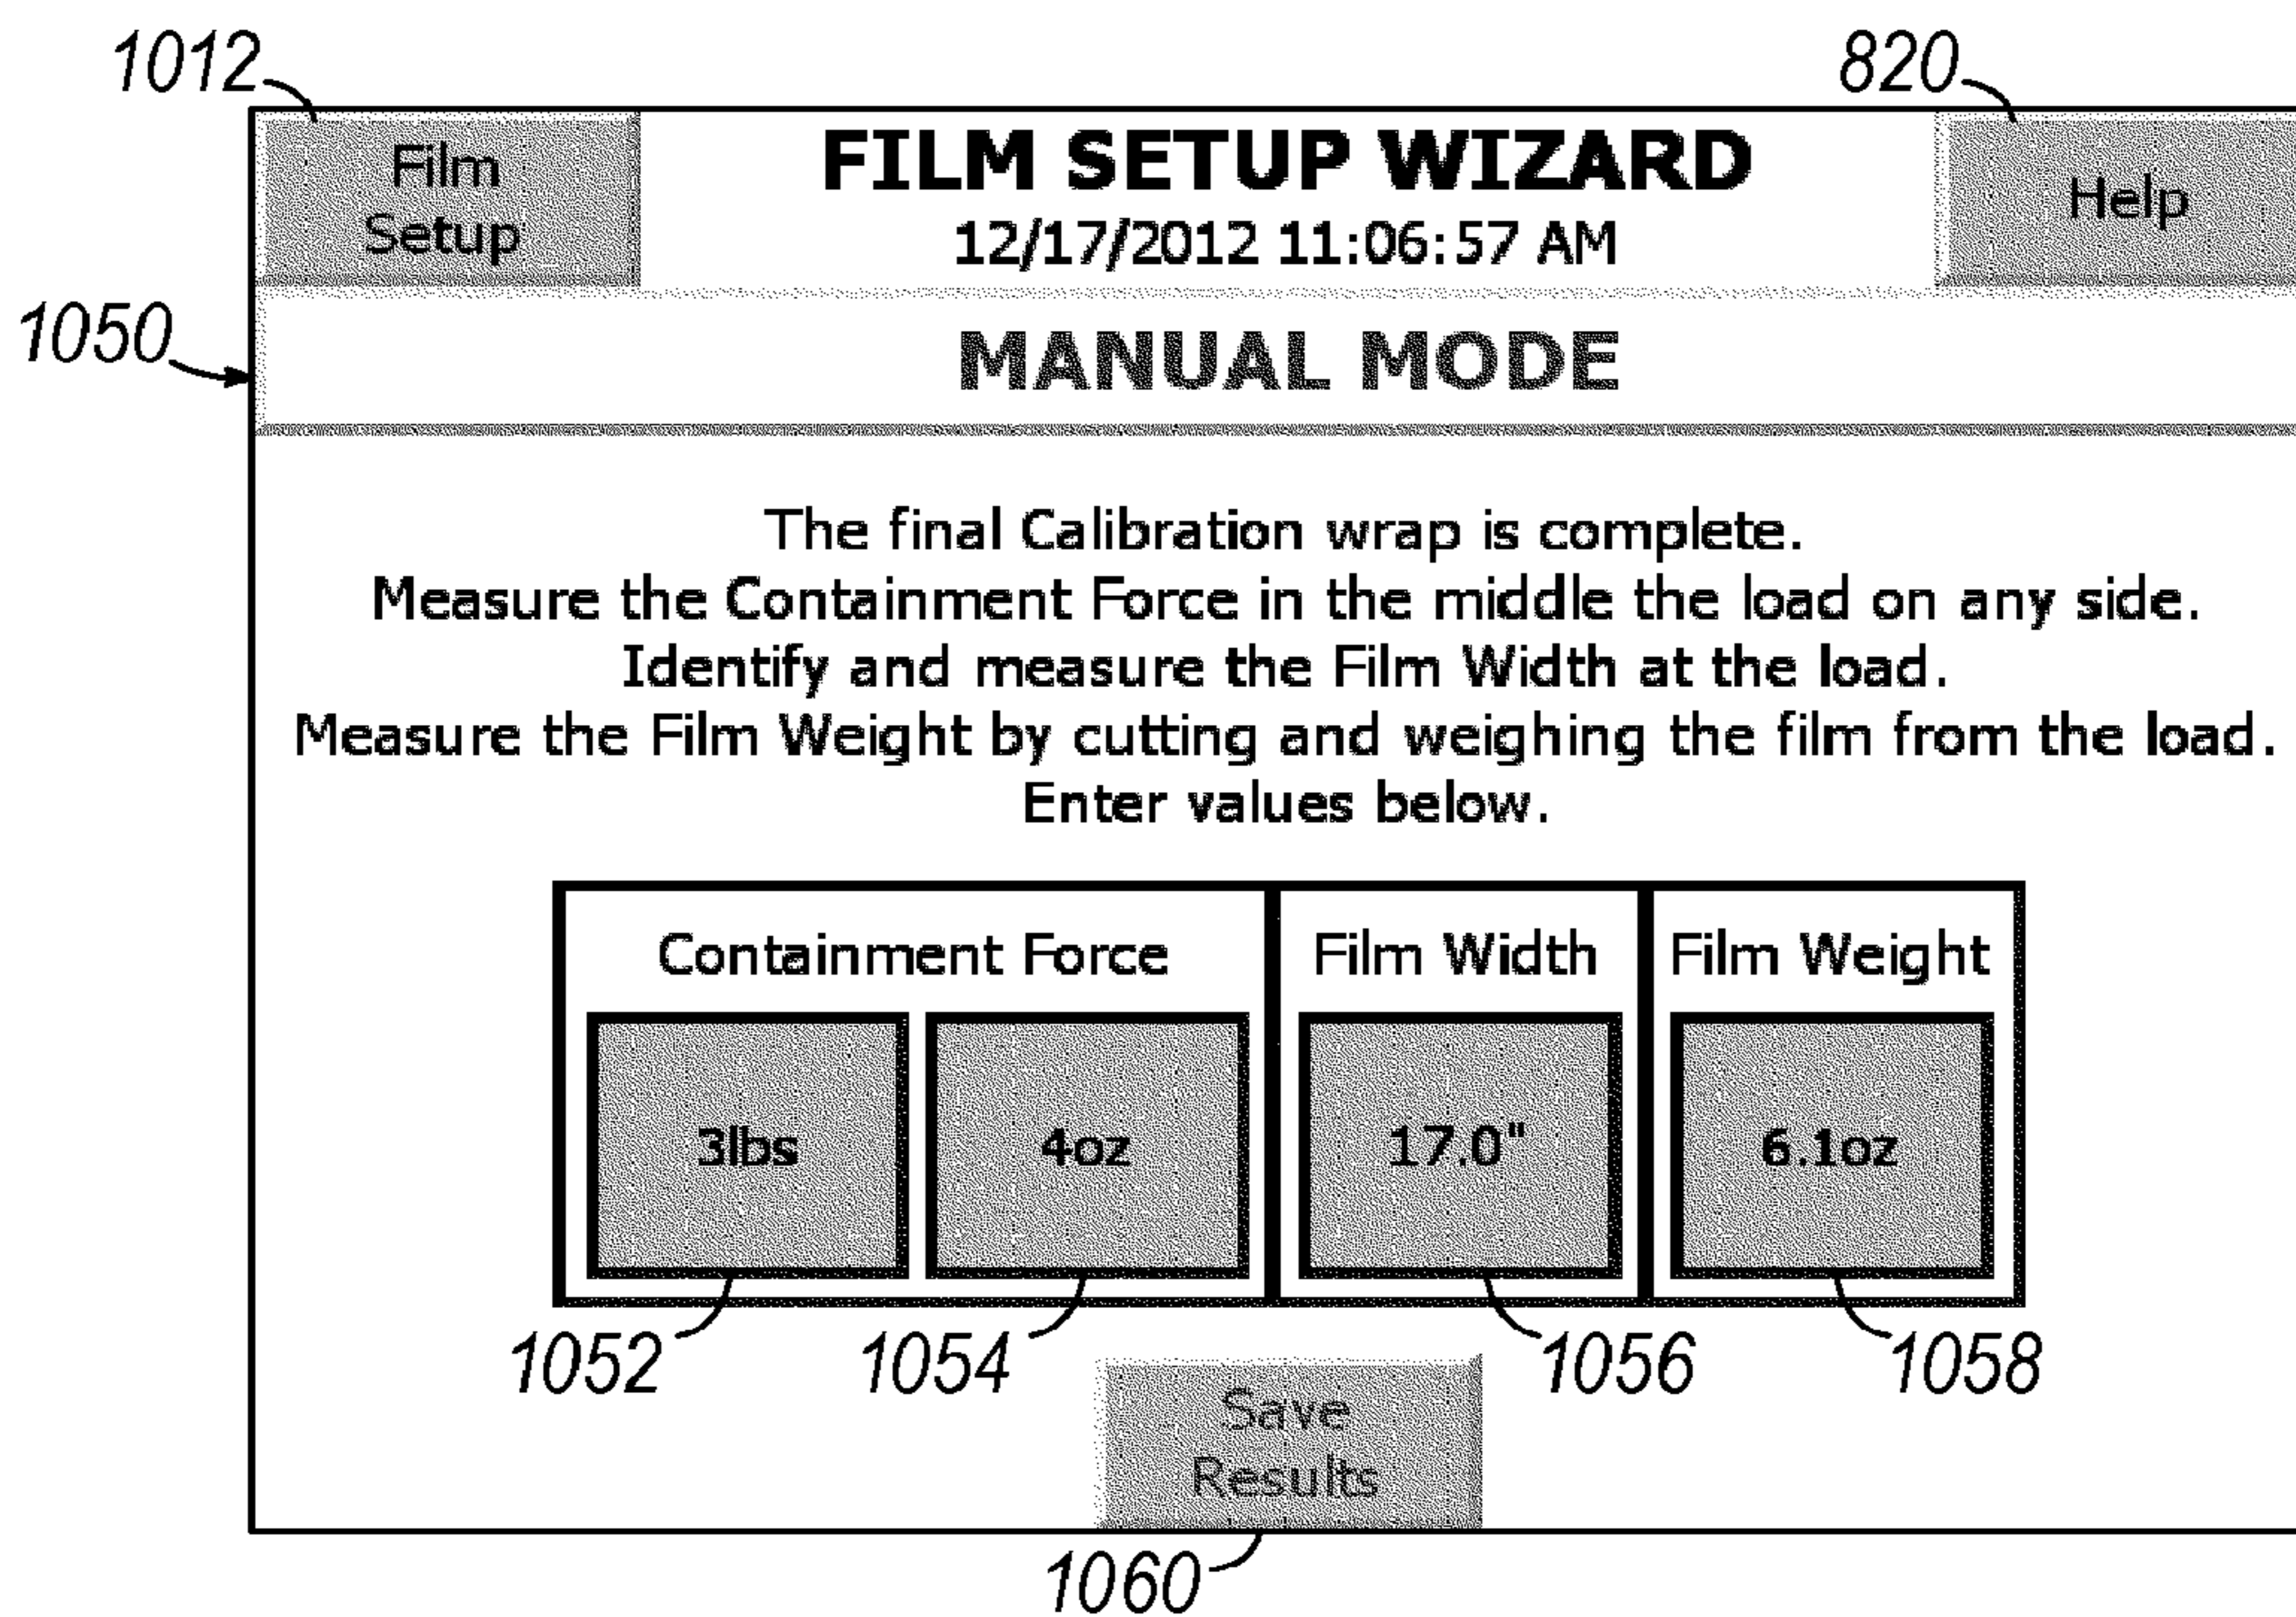 1012
820
Film
Setup
FILM SETUP WIZARD
12/17/2012 11:06:57 AM
Help
1050
MANUAL MODE
The final Calibration wrap is complete.
Measure the Containment Force in the middle the load on any side.
Identify and measure the Film Width at the load.
Measure the Film Weight by cutting and weighing the film from the load.
Enter values below.
Containment Force
Film Width
Film Weight
3lbs
4oz
17.0"
6.1oz
1052
1054
1056
1058
Save
Results
1060